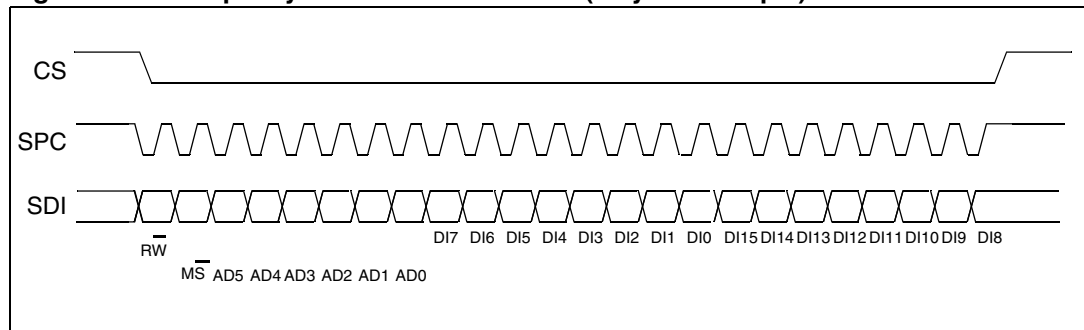 CS
SPC
SDI
DI7 DI6 DI5 DI4 DI3 DI2 DI1 DI0 DI15 DI14 DI13 DI12 DI11 DI10 DI9 DI8
RW
MS AD5 AD4 AD3 AD2 AD1 AD0